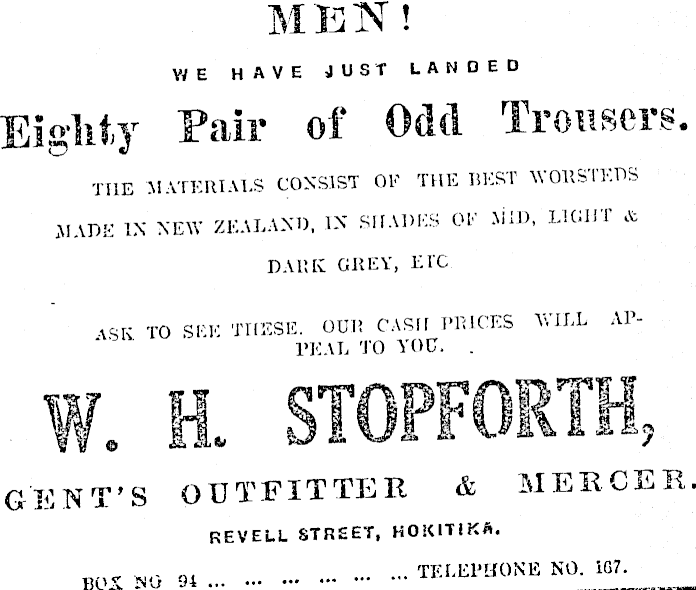 MEN!
WE HAVE JUST LANDED
Eighty Pair of Odd Trousers.
THE MATERIALS CONSIST OF THE BEST WORSTEDS
MADE IN NEW ZEALAND, IN SHADES OF MID, LIGHT &
DARK GREY, ETC
ASK TO SEE THESE. OUR CASH PRICES WILL AP-
PEAL TO YOU.
W. H. STOPFORTH,
GENT'S OUTFITTER & MERCER.
REVELL STREET, HOKITIKA.
BOX NO 94 ... ... ... ... ... ... TELEPHONE NO. 167.